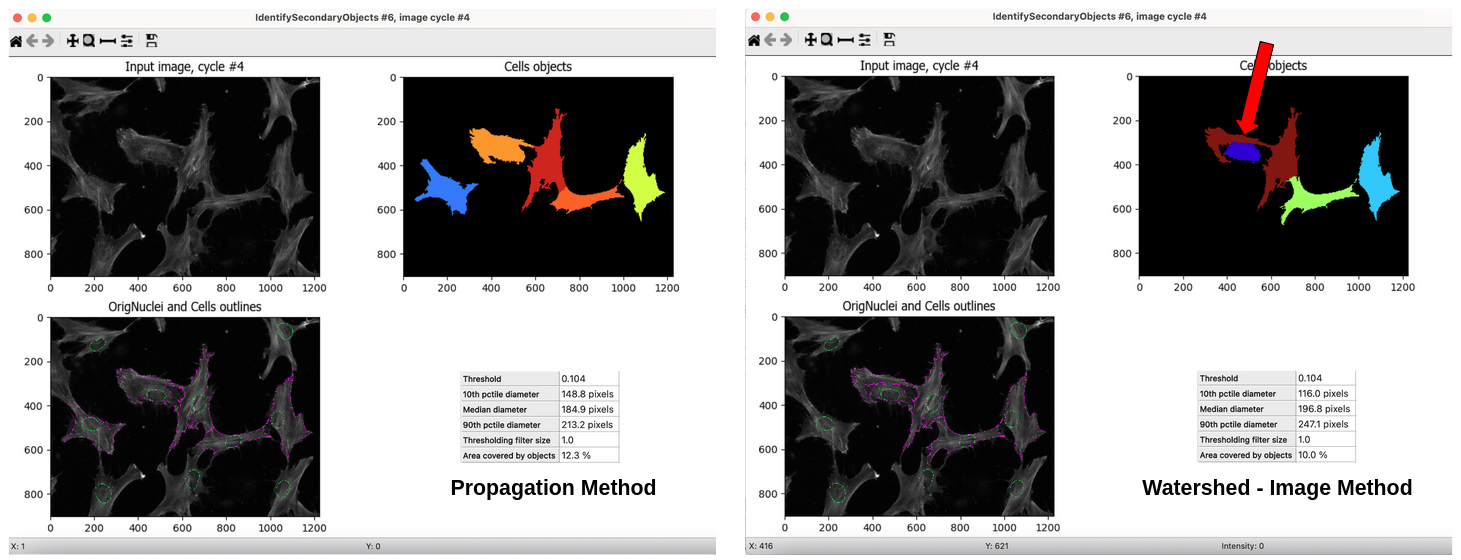 IdentifySecondaryObjects #6, image cycle #4
Input image, cycle #4
0
200
400
600
800
0 200 400 600 800 1000 1200
Cells objects
0
200
400
600
800
0 200 400 600 800 1000 1200
OrigNuclei and Cells outlines
0
200
400
600
800
0 200 400 600 800 1000 1200
Threshold 0.104
10th pctile diameter 148.8 pixels
Median diameter 184.9 pixels
90th pctile diameter 213.2 pixels
Thresholding filter size 1.0
Area covered by objects 12.3 %
Propagation Method
X: 1 Y: 0
IdentifySecondaryObjects #6, image cycle #4
Input image, cycle #4
0
200
400
600
800
0 200 400 600 800 1000 1200
objects
0
200
400
600
800
0 200 400 600 800 1000 1200
OrigNuclei and Cells outlines
0
200
400
600
800
0 200 400 600 800 1000 1200
Threshold 0.104
10th pctile diameter 116.0 pixels
Median diameter 196.8 pixels
90th pctile diameter 247.1 pixels
Thresholding filter size 1.0
Area covered by objects 10.0 %
Watershed - Image Method
X: 416 Y: 621 Intensity: 0